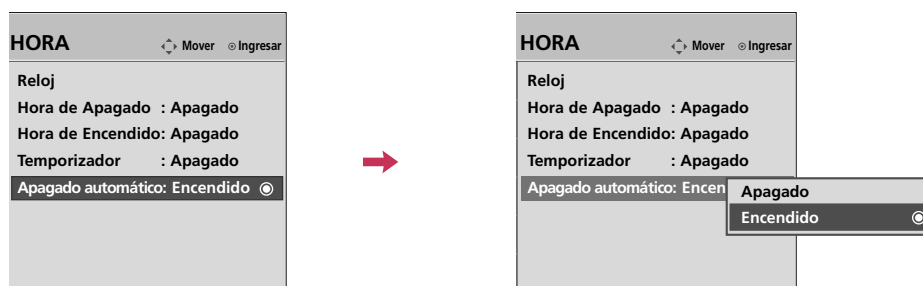 HORA Mover Ingresar
Reloj
Hora de Apagado : Apagado
Hora de Encendido: Apagado
Temporizador : Apagado
Apagado automático: Encendido
HORA Mover Ingresar
Reloj
Hora de Apagado : Apagado
Hora de Encendido: Apagado
Temporizador : Apagado
Apagado automático: Encen
Apagado
Encendido